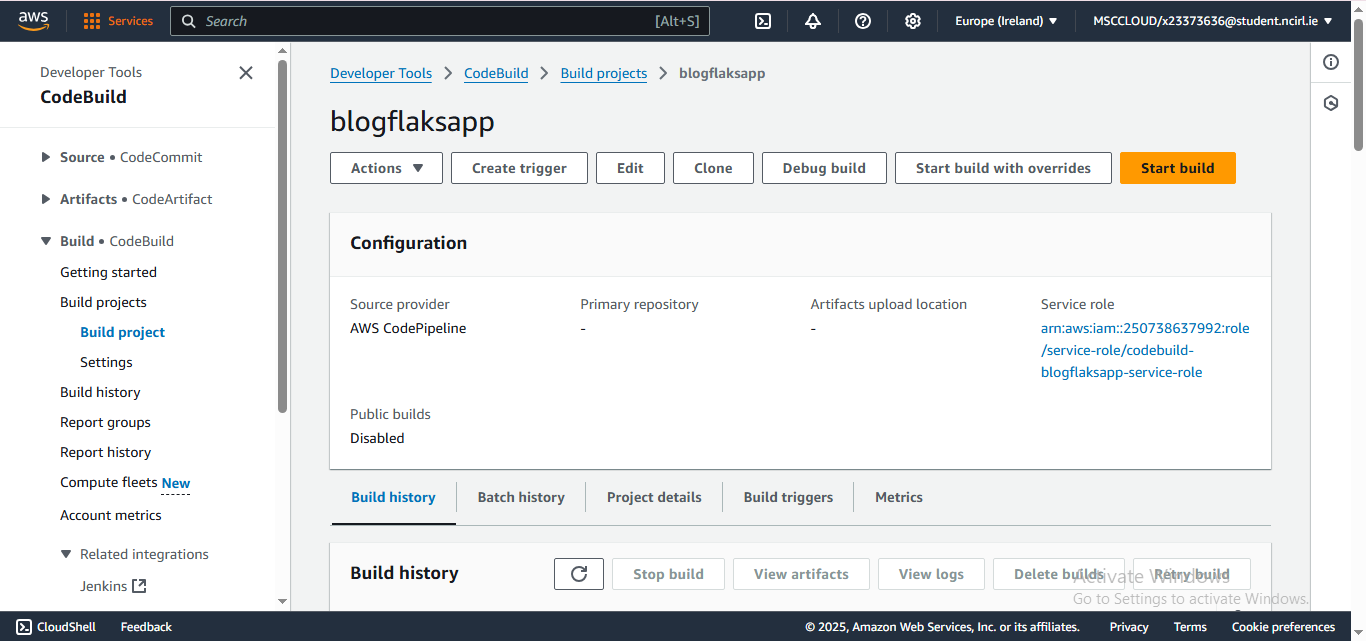 aws
Services
Search [Alt+S]
Europe (Ireland)
MSCCLOUD/x23373636@student.ncirl.ie
Developer Tools
CodeBuild
Source • CodeCommit
Artifacts • CodeArtifact
Build • CodeBuild
Getting started
Build projects
Build project
Settings
Build history
Report groups
Report history
Compute fleets New
Account metrics
Related integrations
Jenkins
Developer Tools > CodeBuild > Build projects > blogflaksapp
blogflaksapp
Actions
Create trigger
Edit
Clone
Debug build
Start build with overrides
Start build
Configuration
Source provider
AWS CodePipeline
Primary repository
-
Artifacts upload location
-
Service role
arn:aws:iam::250738637992:role
/service-role/codebuild-
blogflaksapp-service-role
Public builds
Disabled
Build history
Batch history
Project details
Build triggers
Metrics
Build history
Stop build
View artifacts
View logs
Delete builds
Retry build
Activate Windows
Go to Settings to activate Windows.
CloudShell
Feedback
© 2025, Amazon Web Services, Inc. or its affiliates.
Privacy
Terms
Cookie preferences